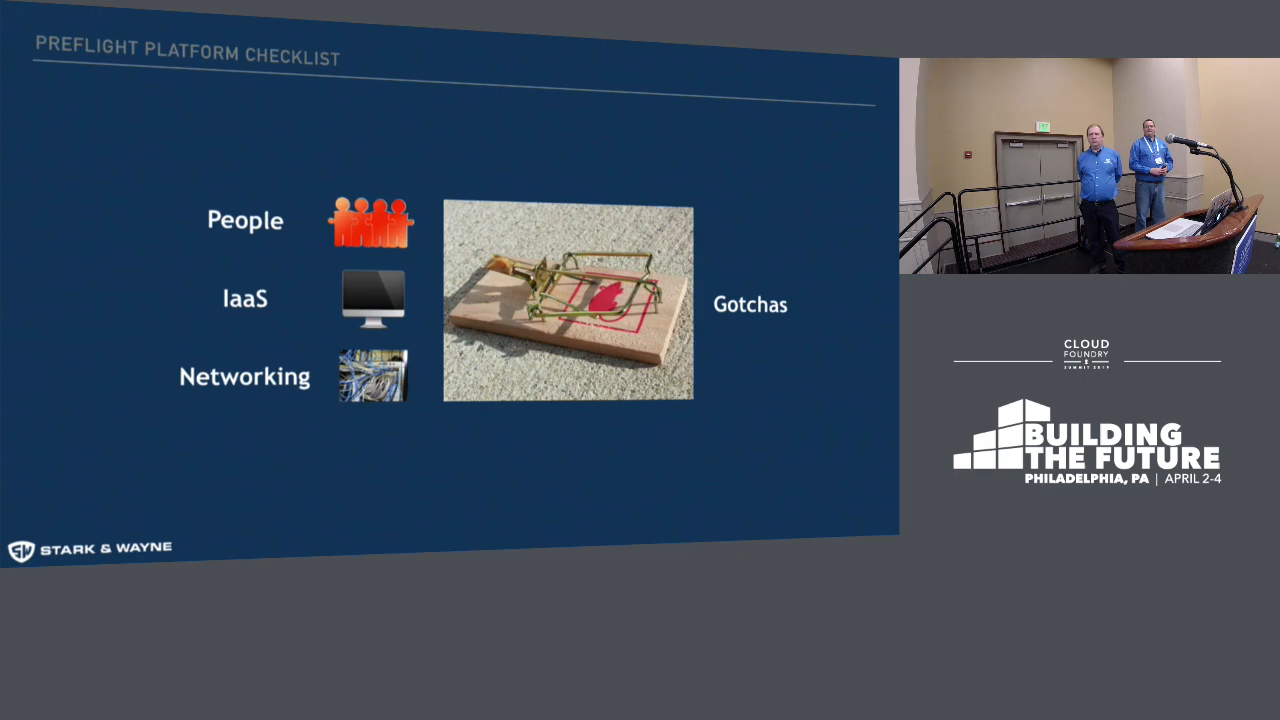 PREFLIGHT PLATFORM CHECKLIST
People
IaaS
Networking
Gotchas
SW STARK & WAYNE
CLOUD
FOUNDRY
SUMMIT 2019
BUILDING
THE FUTURE
PHILADELPHIA, PA | APRIL 2-4